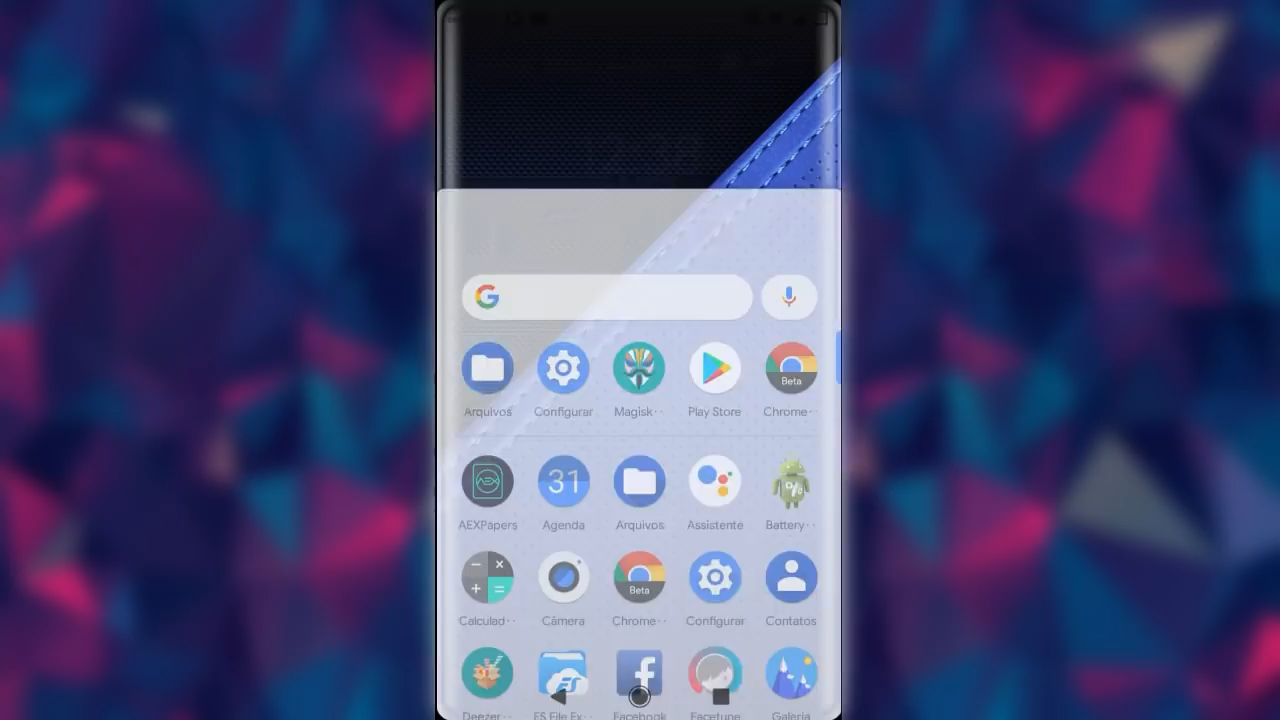 Arquivos Configurar Magisk·· Play Store Chrome··
Beta
AEXPapers Agenda Arquivos Assistente Battery··
AEX 31 %
Calculad·· Câmera Chrome·· Configurar Contatos
Beta
Deezer·· ES File Ex·· Facebook Facetune Galeria